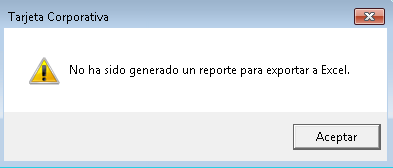 Tarjeta Corporativa
No ha sido generado un reporte para exportar a Excel.
Aceptar